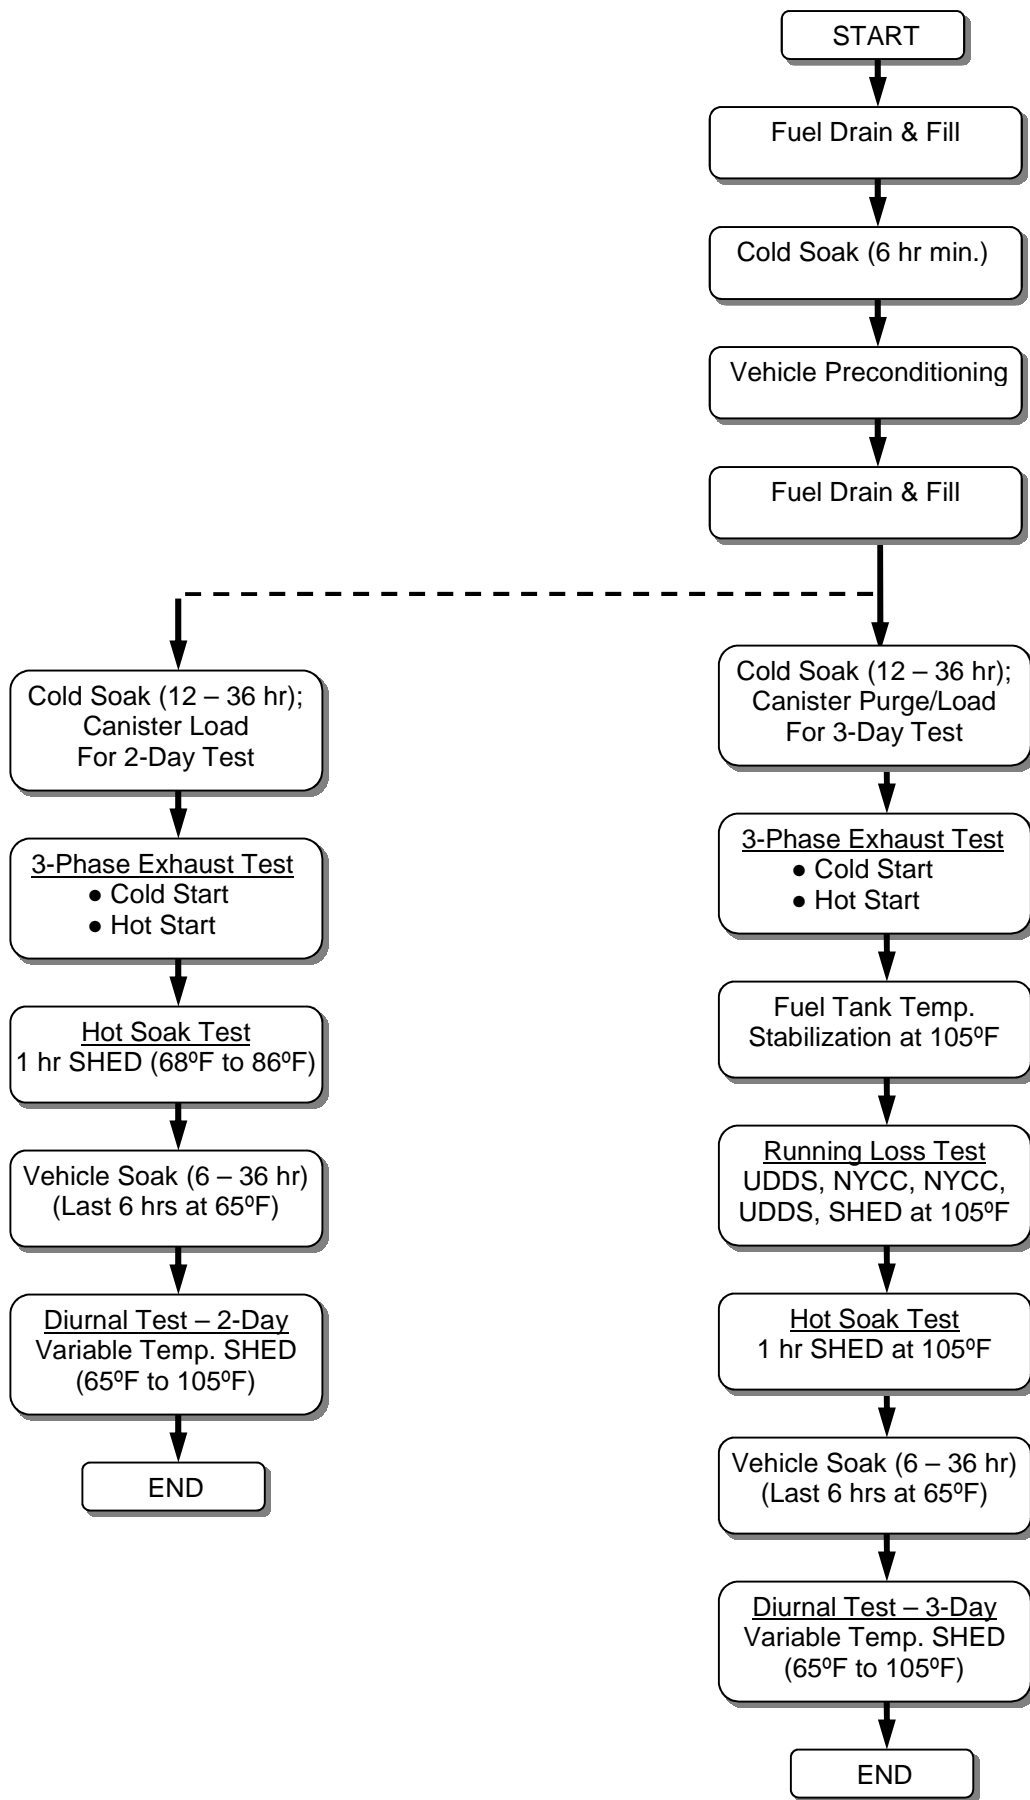 START
Fuel Drain & Fill
Cold Soak (6 hr min.)
Vehicle Preconditioning
Fuel Drain & Fill
Cold Soak (12 – 36 hr);
Canister Load
For 2-Day Test
3-Phase Exhaust Test
● Cold Start
● Hot Start
Hot Soak Test
1 hr SHED (68ºF to 86ºF)
Vehicle Soak (6 – 36 hr)
(Last 6 hrs at 65ºF)
Diurnal Test – 2-Day
Variable Temp. SHED
(65ºF to 105ºF)
END
Cold Soak (12 – 36 hr);
Canister Purge/Load
For 3-Day Test
3-Phase Exhaust Test
● Cold Start
● Hot Start
Fuel Tank Temp.
Stabilization at 105ºF
Running Loss Test
UDDS, NYCC, NYCC,
UDDS, SHED at 105ºF
Hot Soak Test
1 hr SHED at 105ºF
Vehicle Soak (6 – 36 hr)
(Last 6 hrs at 65ºF)
Diurnal Test – 3-Day
Variable Temp. SHED
(65ºF to 105ºF)
END